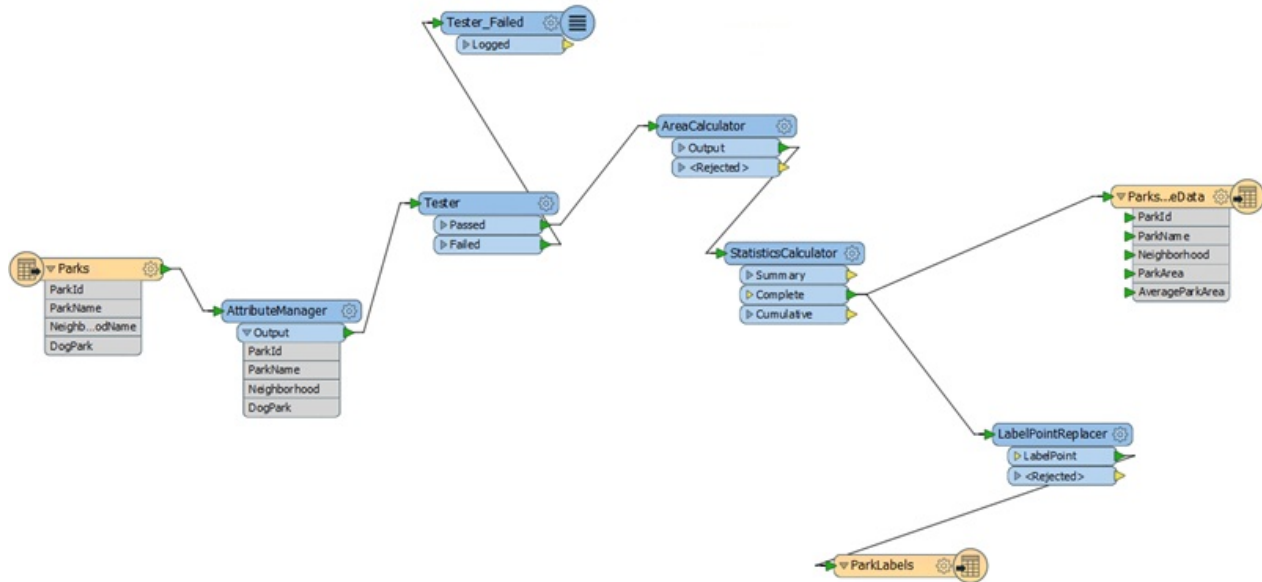 Tester_Failed
Logged
AreaCalculator
Output
<Rejected>
Tester
Passed
Failed
Parks...eData
ParkId
ParkName
Neighborhood
ParkArea
AverageParkArea
StatisticsCalculator
Summary
Complete
Cumulative
Parks
ParkId
ParkName
Neighb...odName
DogPark
AttributeManager
Output
ParkId
ParkName
Neighborhood
DogPark
LabelPointReplacer
LabelPoint
<Rejected>
ParkLabels